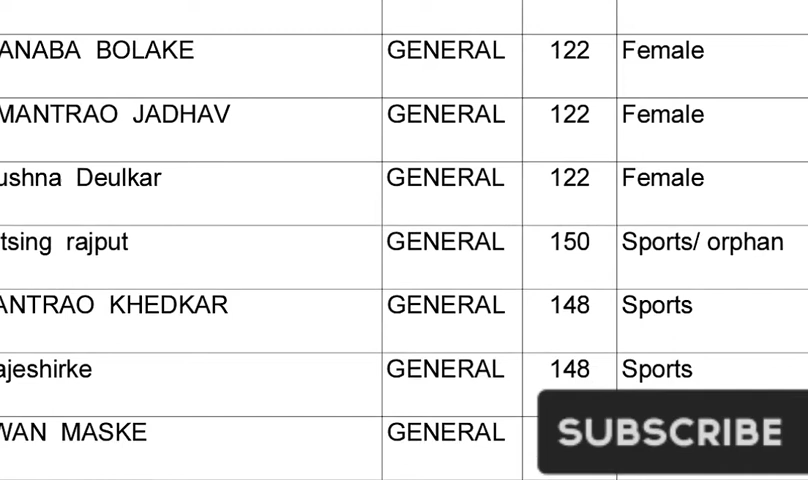 ANABA BOLAKE GENERAL 122 Female
MANTRAO JADHAV GENERAL 122 Female
ushna Deulkar GENERAL 122 Female
tsing rajput GENERAL 150 Sports/ orphan
ANTRAO KHEDKAR GENERAL 148 Sports
ajeshirke GENERAL 148 Sports
WAN MASKE GENERAL
SUBSCRIBE